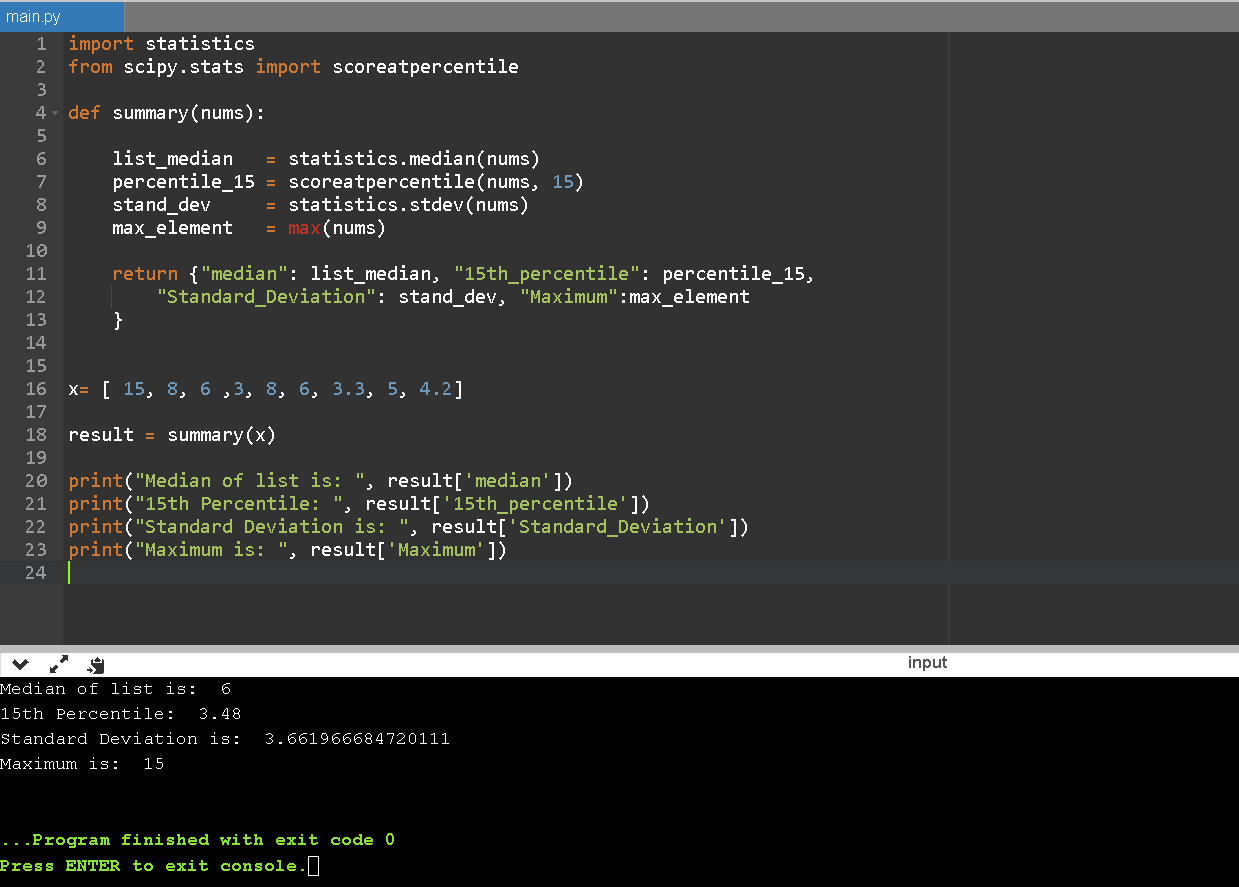 main.py
1 import statistics
2 from scipy.stats import scoreatpercentile
3
4 def summary(nums):
5
6     list_median   = statistics.median(nums)
7     percentile_15 = scoreatpercentile(nums, 15)
8     stand_dev     = statistics.stdev(nums)
9     max_element   = max(nums)
10
11     return {"median": list_median, "15th_percentile": percentile_15,
12         "Standard_Deviation": stand_dev, "Maximum":max_element
13     }
14
15
16 x= [ 15, 8, 6 ,3, 8, 6, 3.3, 5, 4.2]
17
18 result = summary(x)
19
20 print("Median of list is: ", result['median'])
21 print("15th Percentile: ", result['15th_percentile'])
22 print("Standard Deviation is: ", result['Standard_Deviation'])
23 print("Maximum is: ", result['Maximum'])
24
input
Median of list is:  6
15th Percentile:  3.48
Standard Deviation is:  3.661966684720111
Maximum is:  15
...Program finished with exit code 0
Press ENTER to exit console.